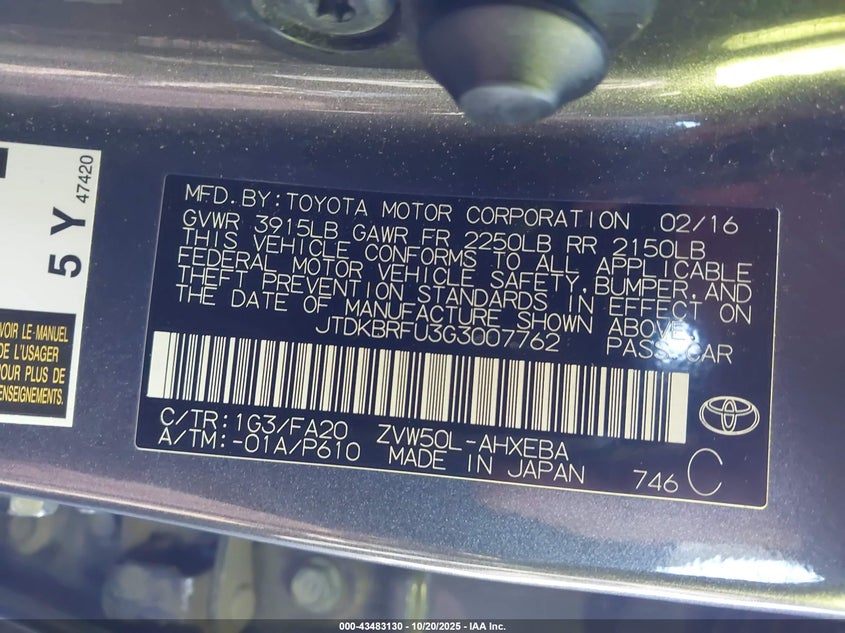 5 Y
47420
VOIR LE MANUEL
DE L'USAGER
POUR PLUS DE
RENSEIGNEMENTS.
MFD. BY: TOYOTA MOTOR CORPORATION 02/16
GVWR 3915LB GAWR FR 2250LB RR 2150LB
THIS VEHICLE CONFORMS TO ALL APPLICABLE
FEDERAL MOTOR VEHICLE SAFETY, BUMPER, AND
THEFT PREVENTION STANDARDS IN EFFECT ON
THE DATE OF MANUFACTURE SHOWN ABOVE.
JTDKBRFU3G3007762 PASS CAR
C/TR: 1G3/FA20 ZVW50L-AHXEBA
A/TM: -01A/P610 MADE IN JAPAN 746 C
000-43483130 - 10/20/2025 - IAA Inc.